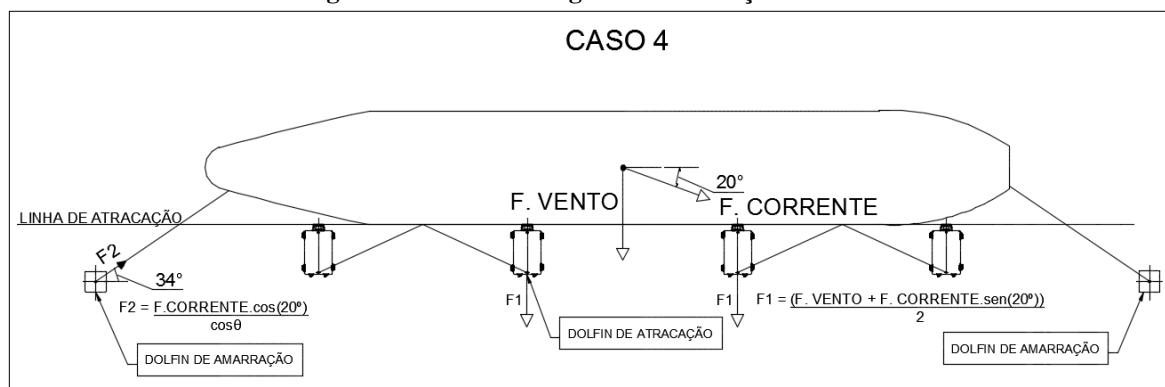 CASO 4
20°
F. VENTO
F. CORRENTE
LINHA DE ATRACAÇÃO
F2
34°
F2 = F.CORRENTE.cos(20º)
cosθ
F1
F1
F1 = (F. VENTO + F. CORRENTE.sen(20º))
2
DOLFIN DE AMARRAÇÃO
DOLFIN DE ATRACAÇÃO
DOLFIN DE AMARRAÇÃO